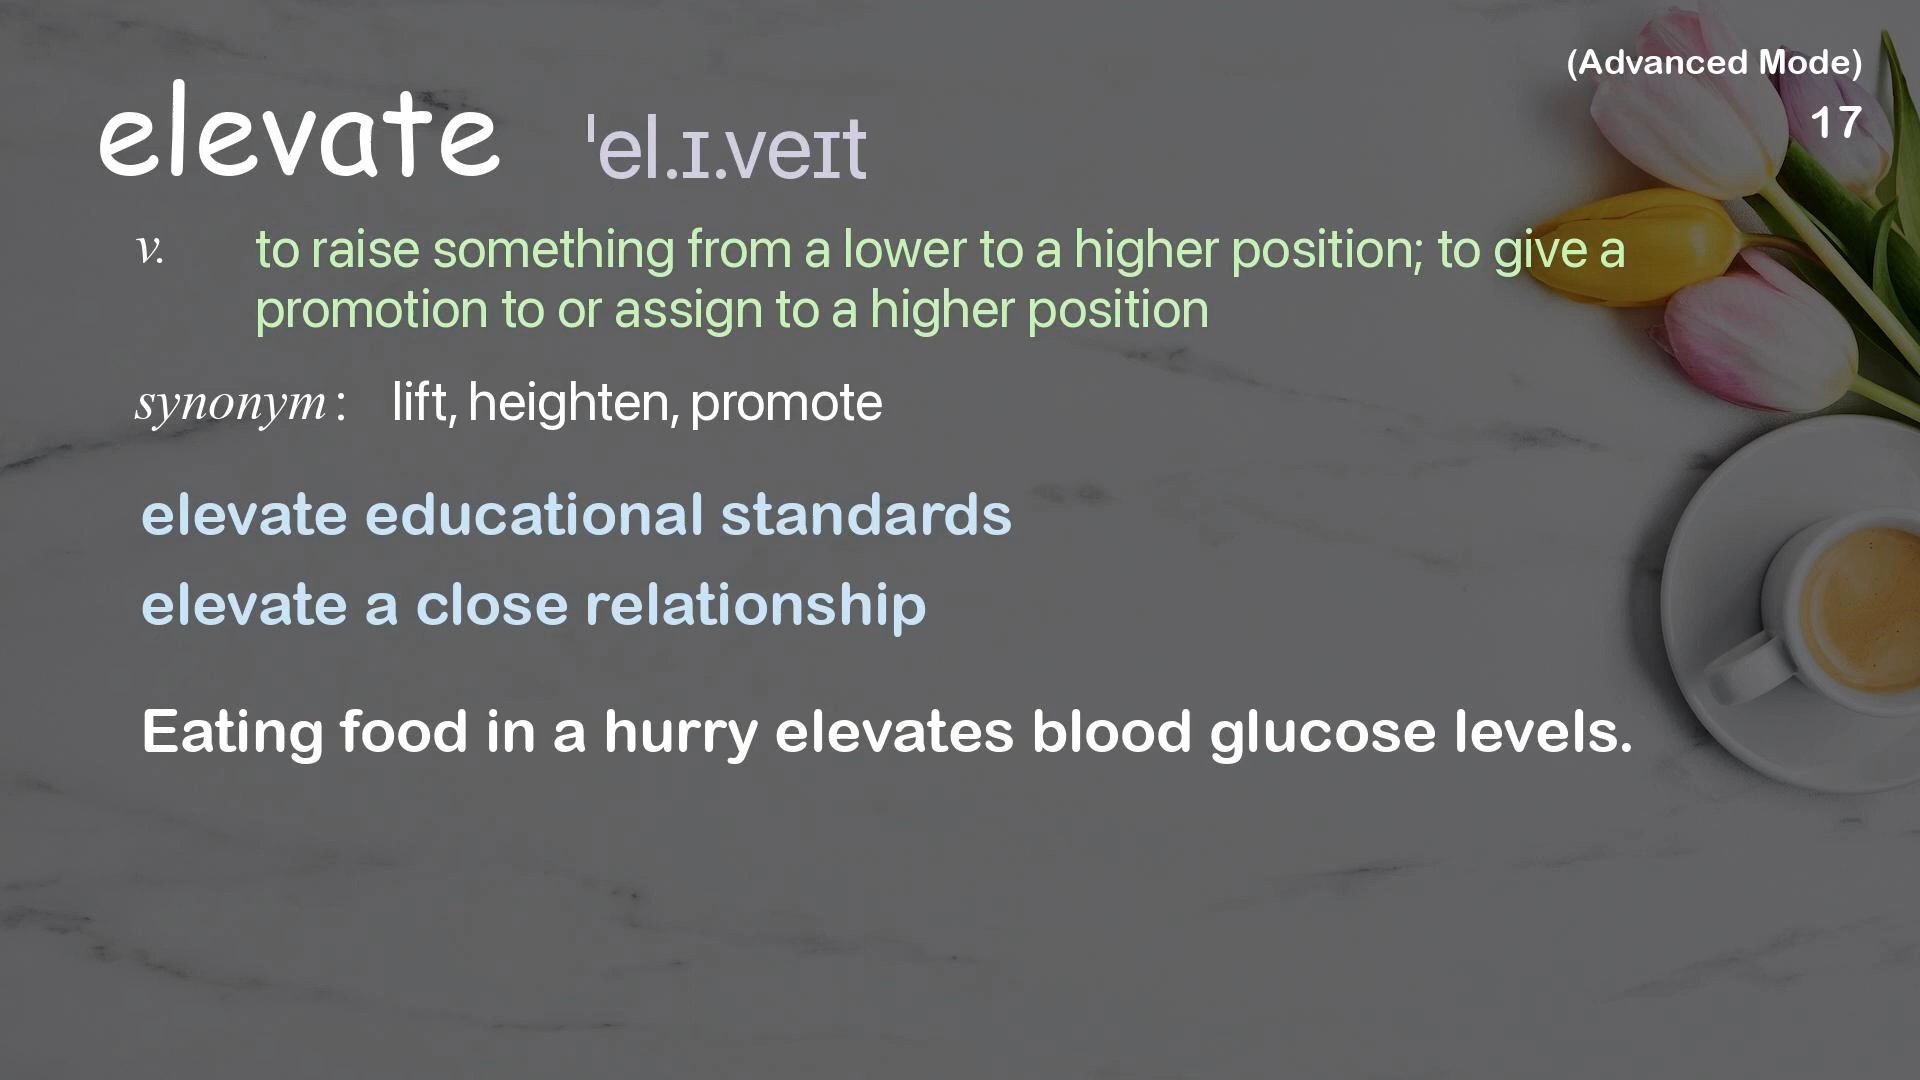 (Advanced Mode)
17
elevate ˈel.ɪ.veɪt
v. to raise something from a lower to a higher position; to give a
promotion to or assign to a higher position
synonym: lift, heighten, promote
elevate educational standards
elevate a close relationship
Eating food in a hurry elevates blood glucose levels.